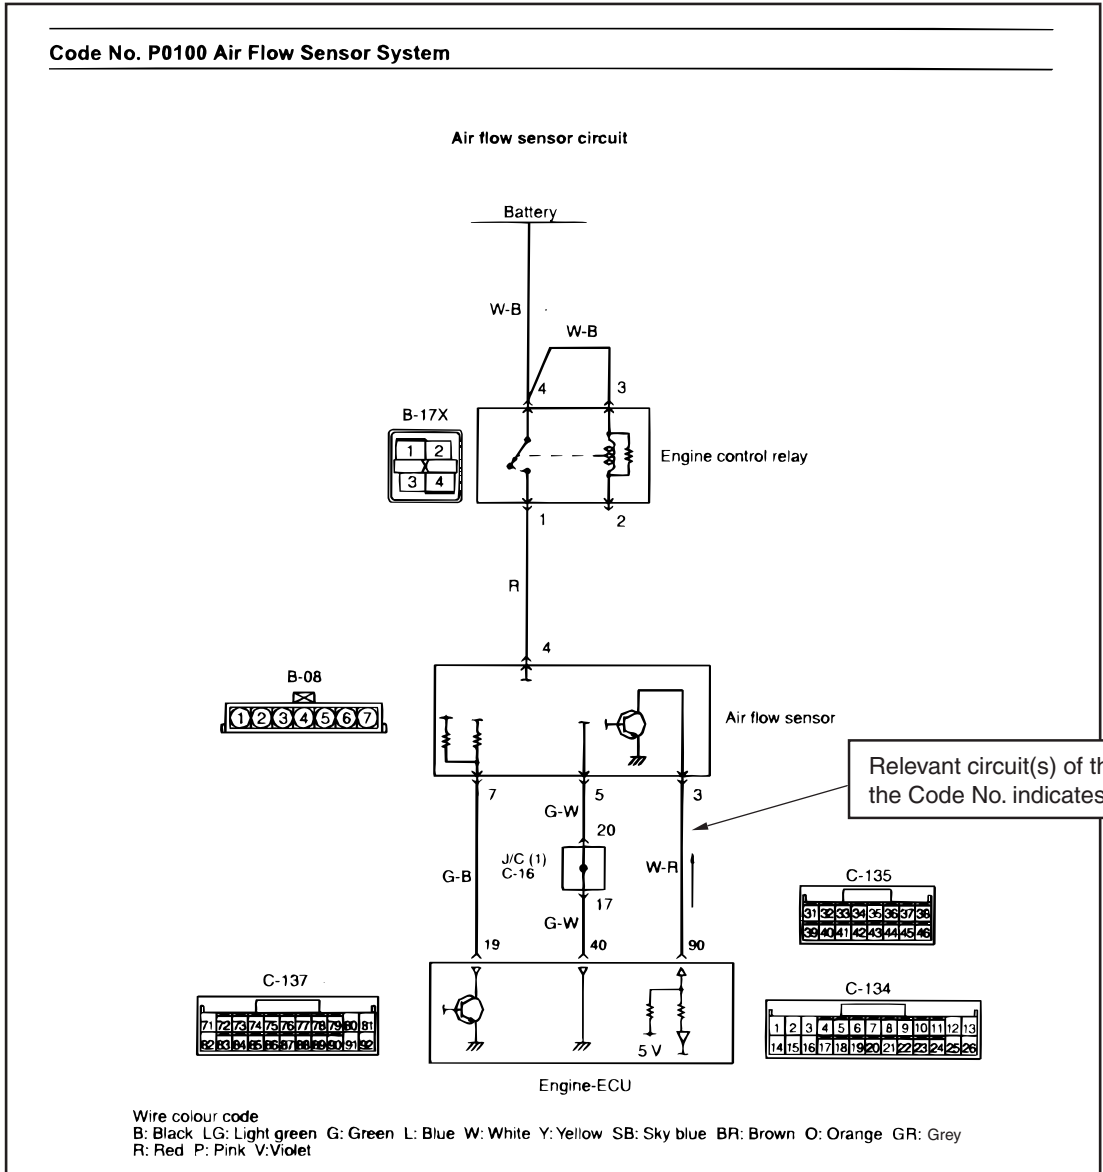 Code No. P0100 Air Flow Sensor System
Air flow sensor circuit
Battery
W-B
W-B
4
3
B-17X
1 2
X
3 4
Engine control relay
1
2
R
4
B-08
1 2 3 4 5 6 7
Air flow sensor
Relevant circuit(s) of th
the Code No. indicates
7
5
3
G-W
20
J/C (1)
C-16
G-B
W-R
17
G-W
C-135
31 32 33 34 35 36 37 38
39 40 41 42 43 44 45 46
19
40
90
C-137
71 72 73 74 75 76 77 78 79 80 81
82 83 84 85 86 87 88 89 90 91 92
C-134
1 2 3 4 5 6 7 8 9 10 11 12 13
14 15 16 17 18 19 20 21 22 23 24 25 26
5 V
Engine-ECU
Wire colour code
B: Black LG: Light green G: Green L: Blue W: White Y: Yellow SB: Sky blue BR: Brown O: Orange GR: Grey
R: Red P: Pink V:Violet